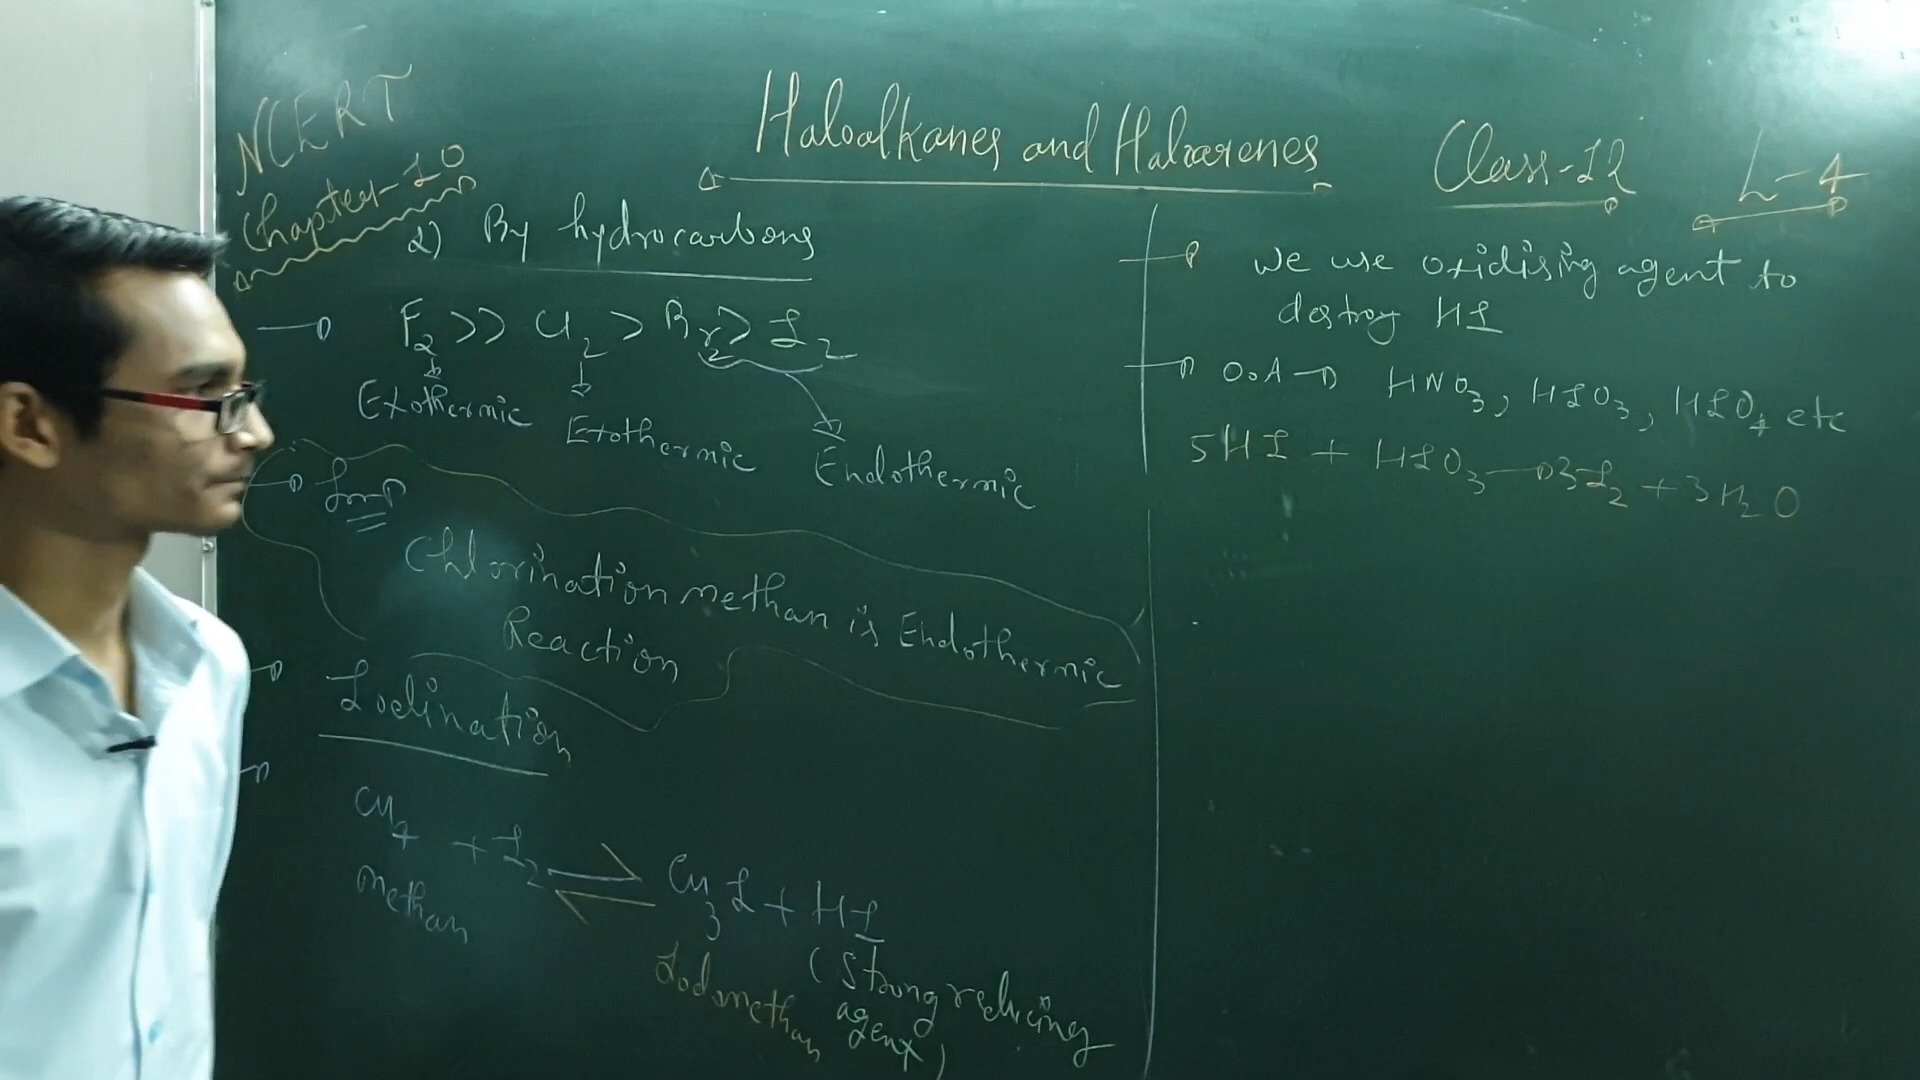 NCERT
Chapter-10
Haloalkanes and Haloarenes
Class-12
L-4
2) By hydrocarbons
F2 >> Cl2 > Br2 > I2
Exothermic
Exothermic
Endothermic
Imp
Chlorination methan is Endothermic
Reaction
Iodination
CH4 + I2 ⇌ CH3I + HI
Methan
Iodomethan
(Strong reducing
agent)
we use oxidising agent to
destroy HI
O.A → HNO3, HIO3, HIO4 etc
5HI + HIO3 → 3I2 + 3H2O